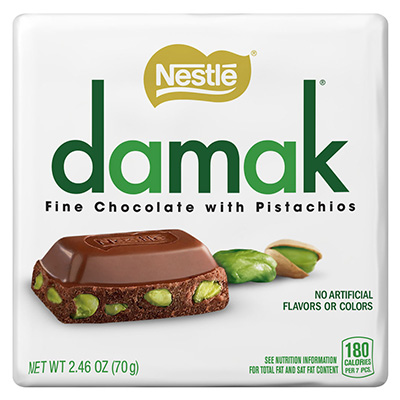 Nestlé®
damak®
Fine Chocolate with Pistachios
Nestlé
NO ARTIFICIAL
FLAVORS OR COLORS
NET WT 2.46 OZ (70g)
SEE NUTRITION INFORMATION
FOR TOTAL FAT AND SAT FAT CONTENT
180
CALORIES
PER 7 PCS.